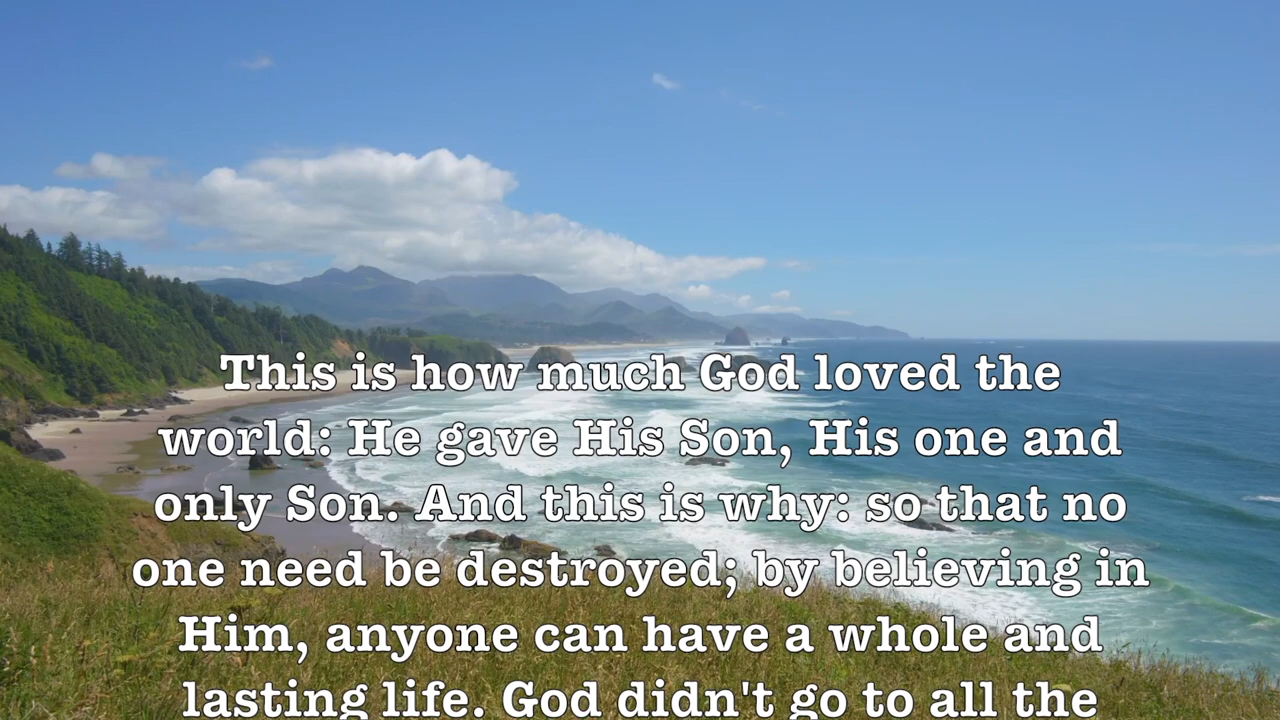 This is how much God loved the
world: He gave His Son, His one and
only Son. And this is why: so that no
one need be destroyed; by believing in
Him, anyone can have a whole and
lasting life. God didn't go to all the